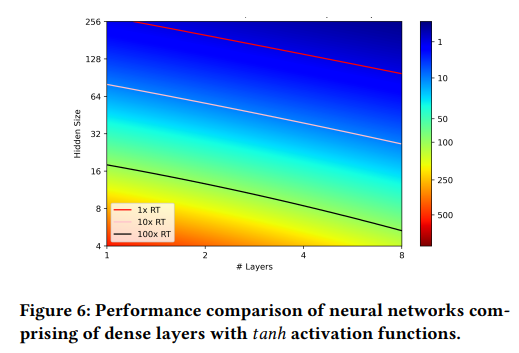 256
128
64
32
16
8
4
Hidden Size
1x RT
10x RT
100x RT
1
2
4
8
# Layers
1
10
50
100
250
500
Figure 6: Performance comparison of neural networks com-
prising of dense layers with tanh activation functions.